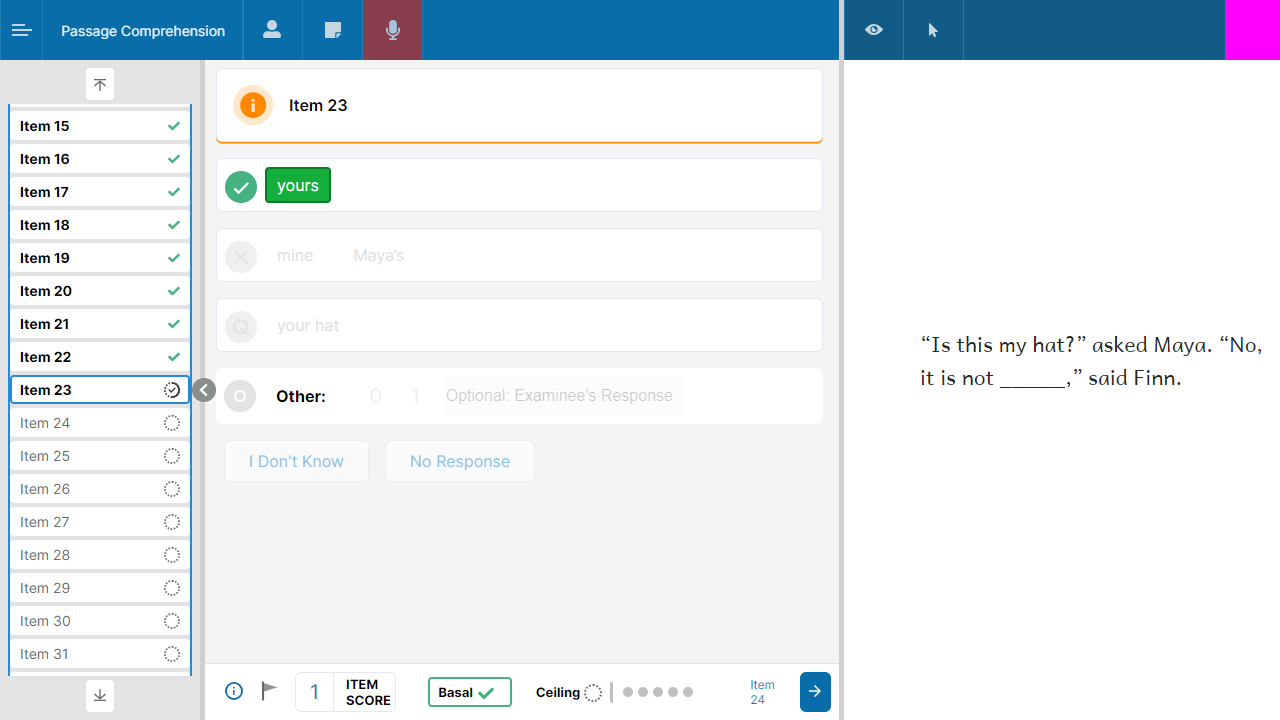 Passage Comprehension
Item 15
Item 16
Item 17
Item 18
Item 19
Item 20
Item 21
Item 22
Item 23
Item 24
Item 25
Item 26
Item 27
Item 28
Item 29
Item 30
Item 31
Item 23
yours
mine Maya's
Q your hat
Other: 0 1 Optional: Examinee's Response
I Don't Know No Response
1 ITEM SCORE Basal Ceiling Item 24
“Is this my hat?” asked Maya. “No,
it is not _____,” said Finn.